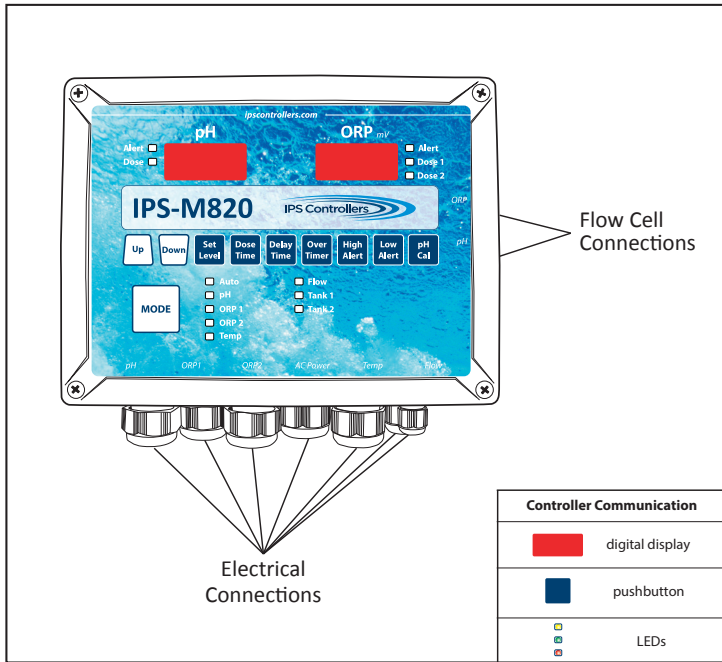 ipscontrollers.com
pH
ORP mV
Alert
Dose
Alert
Dose 1
Dose 2
IPS-M820
IPS Controllers
ORP
pH
Up
Down
Set
Level
Dose
Time
Delay
Time
Over
Timer
High
Alert
Low
Alert
pH
Cal
MODE
Auto
pH
ORP 1
ORP 2
Temp
Flow
Tank 1
Tank 2
pH
ORP1
ORP2
AC Power
Temp
Flow
Flow Cell
Connections
Electrical
Connections
Controller Communication
digital display
pushbutton
LEDs